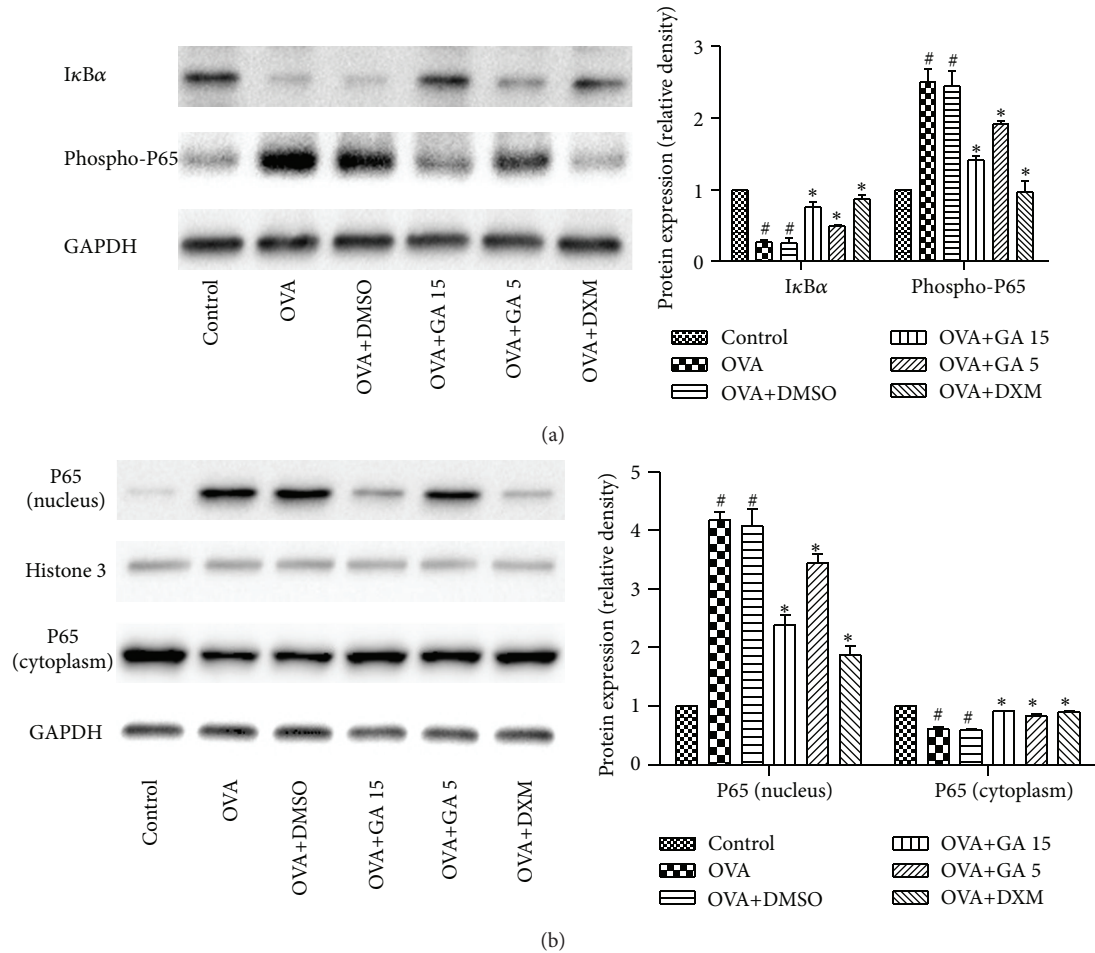 IκBα
Phospho-P65
GAPDH
Control
OVA
OVA+DMSO
OVA+GA 15
OVA+GA 5
OVA+DXM
Protein expression (relative density)
3
2
1
0
# # * * *
# # * * *
IκBα
Phospho-P65
Control
OVA
OVA+DMSO
OVA+GA 15
OVA+GA 5
OVA+DXM
(a)
P65
(nucleus)
Histone 3
P65
(cytoplasm)
GAPDH
Control
OVA
OVA+DMSO
OVA+GA 15
OVA+GA 5
OVA+DXM
Protein expression (relative density)
5
4
3
2
1
0
# # * * *
# # * * *
P65 (nucleus)
P65 (cytoplasm)
Control
OVA
OVA+DMSO
OVA+GA 15
OVA+GA 5
OVA+DXM
(b)